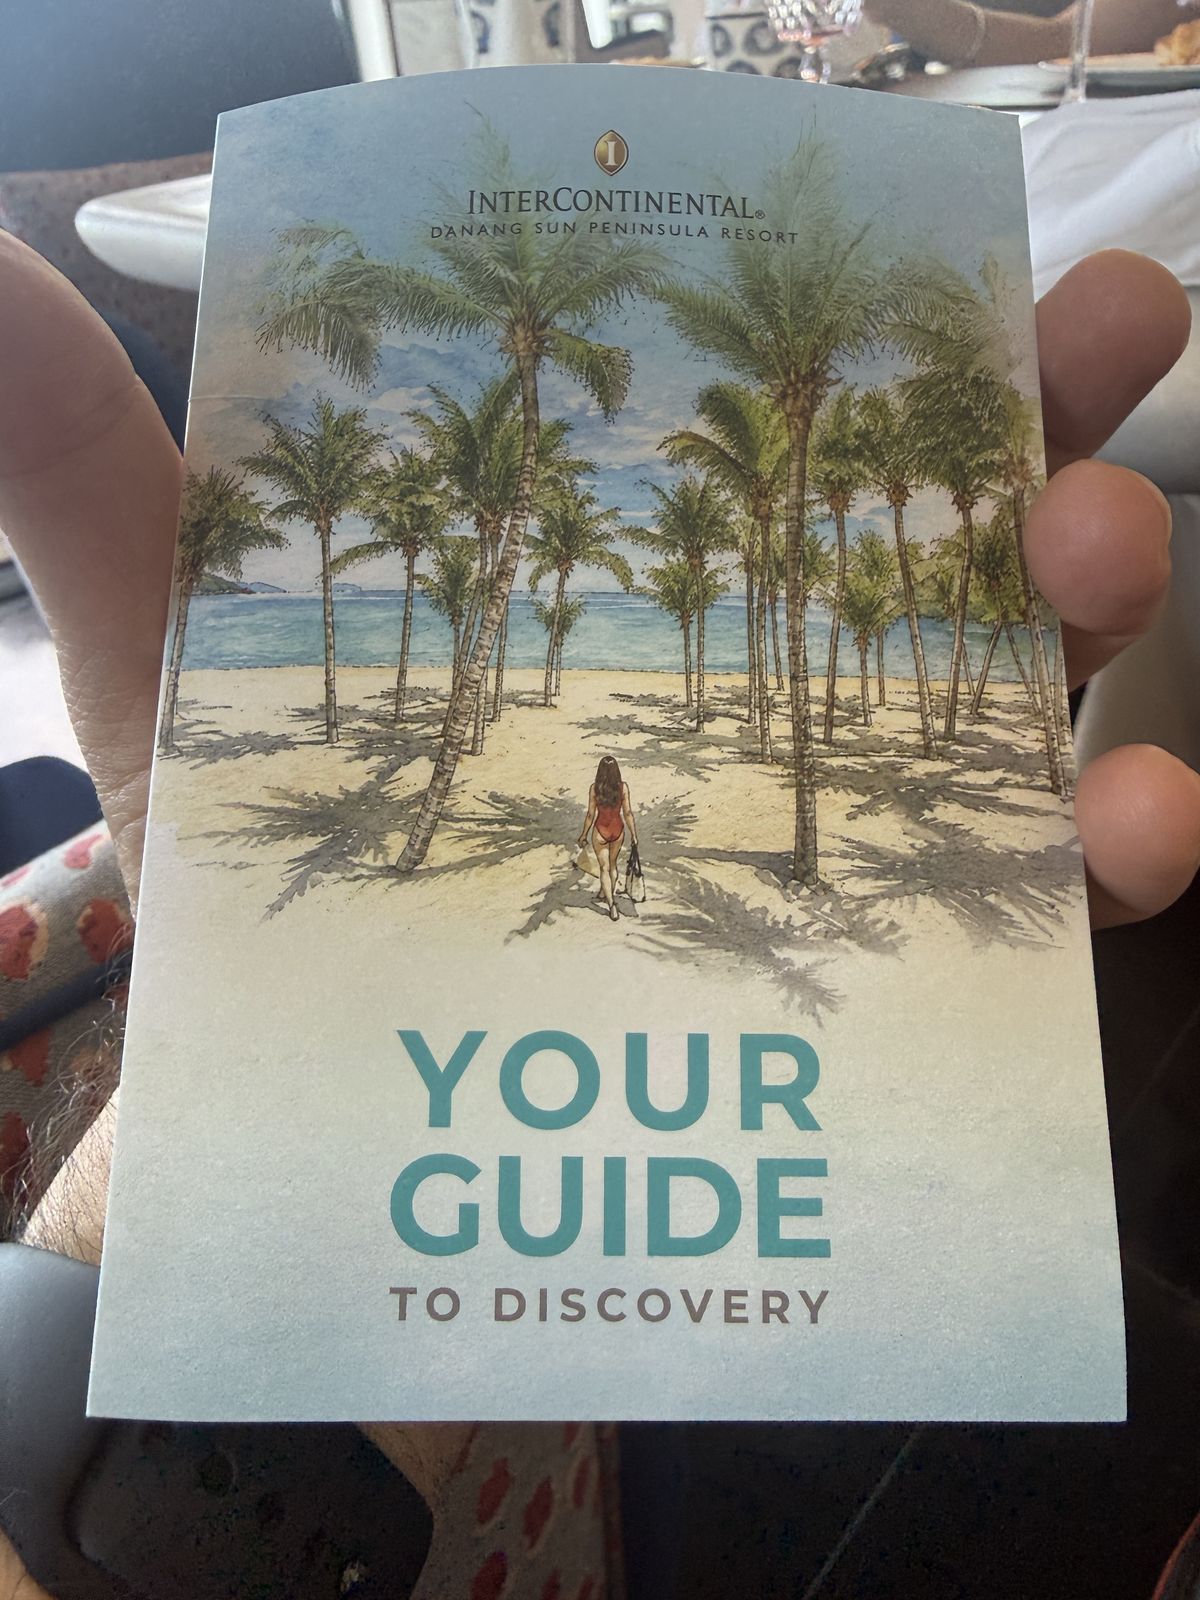 I
INTERCONTINENTAL®
DANANG SUN PENINSULA RESORT
YOUR
GUIDE
TO DISCOVERY